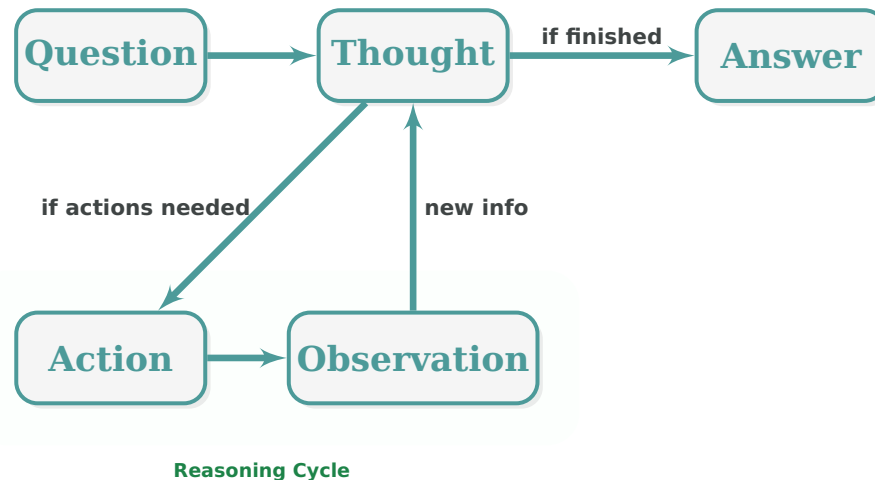 Question
Thought
if finished
Answer
if actions needed
new info
Action
Observation
Reasoning Cycle